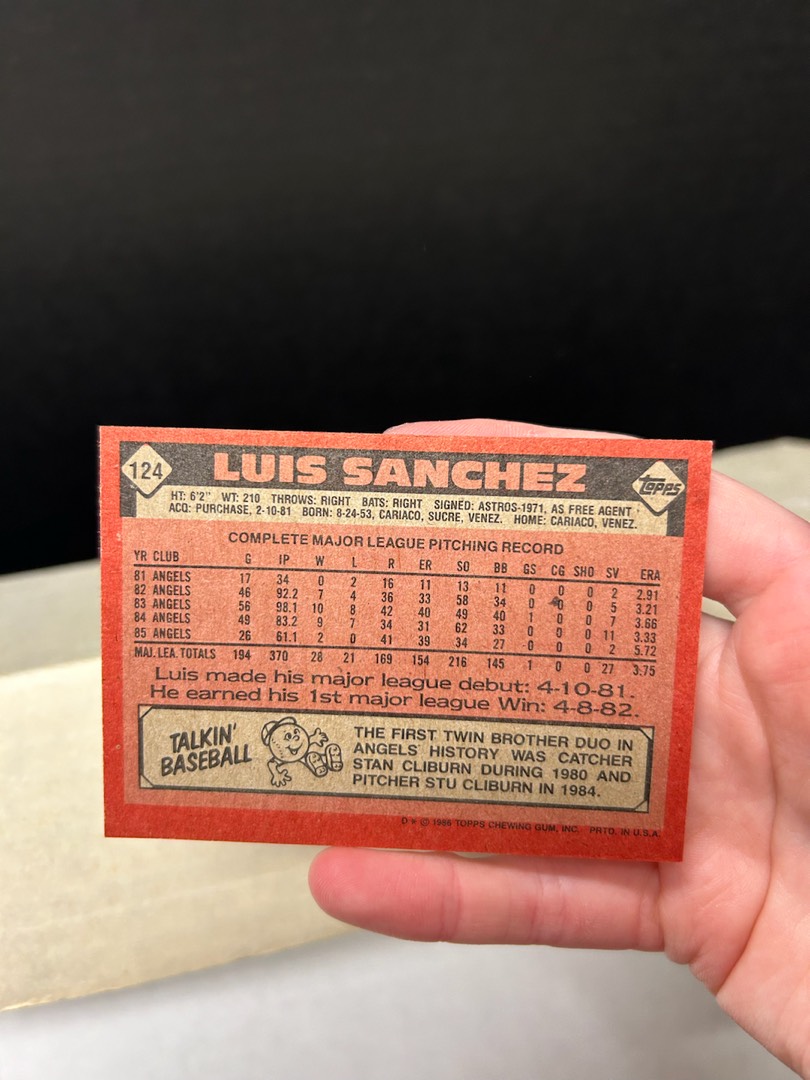 124 LUIS SANCHEZ Topps
HT: 6'2" WT: 210 THROWS: RIGHT BATS: RIGHT SIGNED: ASTROS-1971, AS FREE AGENT
ACQ: PURCHASE, 2-10-81 BORN: 8-24-53, CARIACO, SUCRE, VENEZ. HOME: CARIACO, VENEZ.
COMPLETE MAJOR LEAGUE PITCHING RECORD
YR CLUB G IP W L R ER SO BB GS CG SHO SV ERA
81 ANGELS 17 34 0 2 16 11 13 11 0 0 0 2 2.91
82 ANGELS 46 92.2 7 4 36 33 58 34 0 0 0 5 3.21
83 ANGELS 56 98.1 10 8 42 40 49 40 1 0 0 7 3.66
84 ANGELS 49 83.2 9 7 34 31 62 33 0 0 0 11 3.33
85 ANGELS 26 61.1 2 0 41 39 34 27 0 0 0 2 5.72
MAJ. LEA. TOTALS 194 370 28 21 169 154 216 145 1 0 0 27 3.75
Luis made his major league debut: 4-10-81.
He earned his 1st major league Win: 4-8-82.
TALKIN'
BASEBALL
THE FIRST TWIN BROTHER DUO IN
ANGELS' HISTORY WAS CATCHER
STAN CLIBURN DURING 1980 AND
PITCHER STU CLIBURN IN 1984.
D * © 1986 TOPPS CHEWING GUM, INC. PRTD. IN U.S.A.